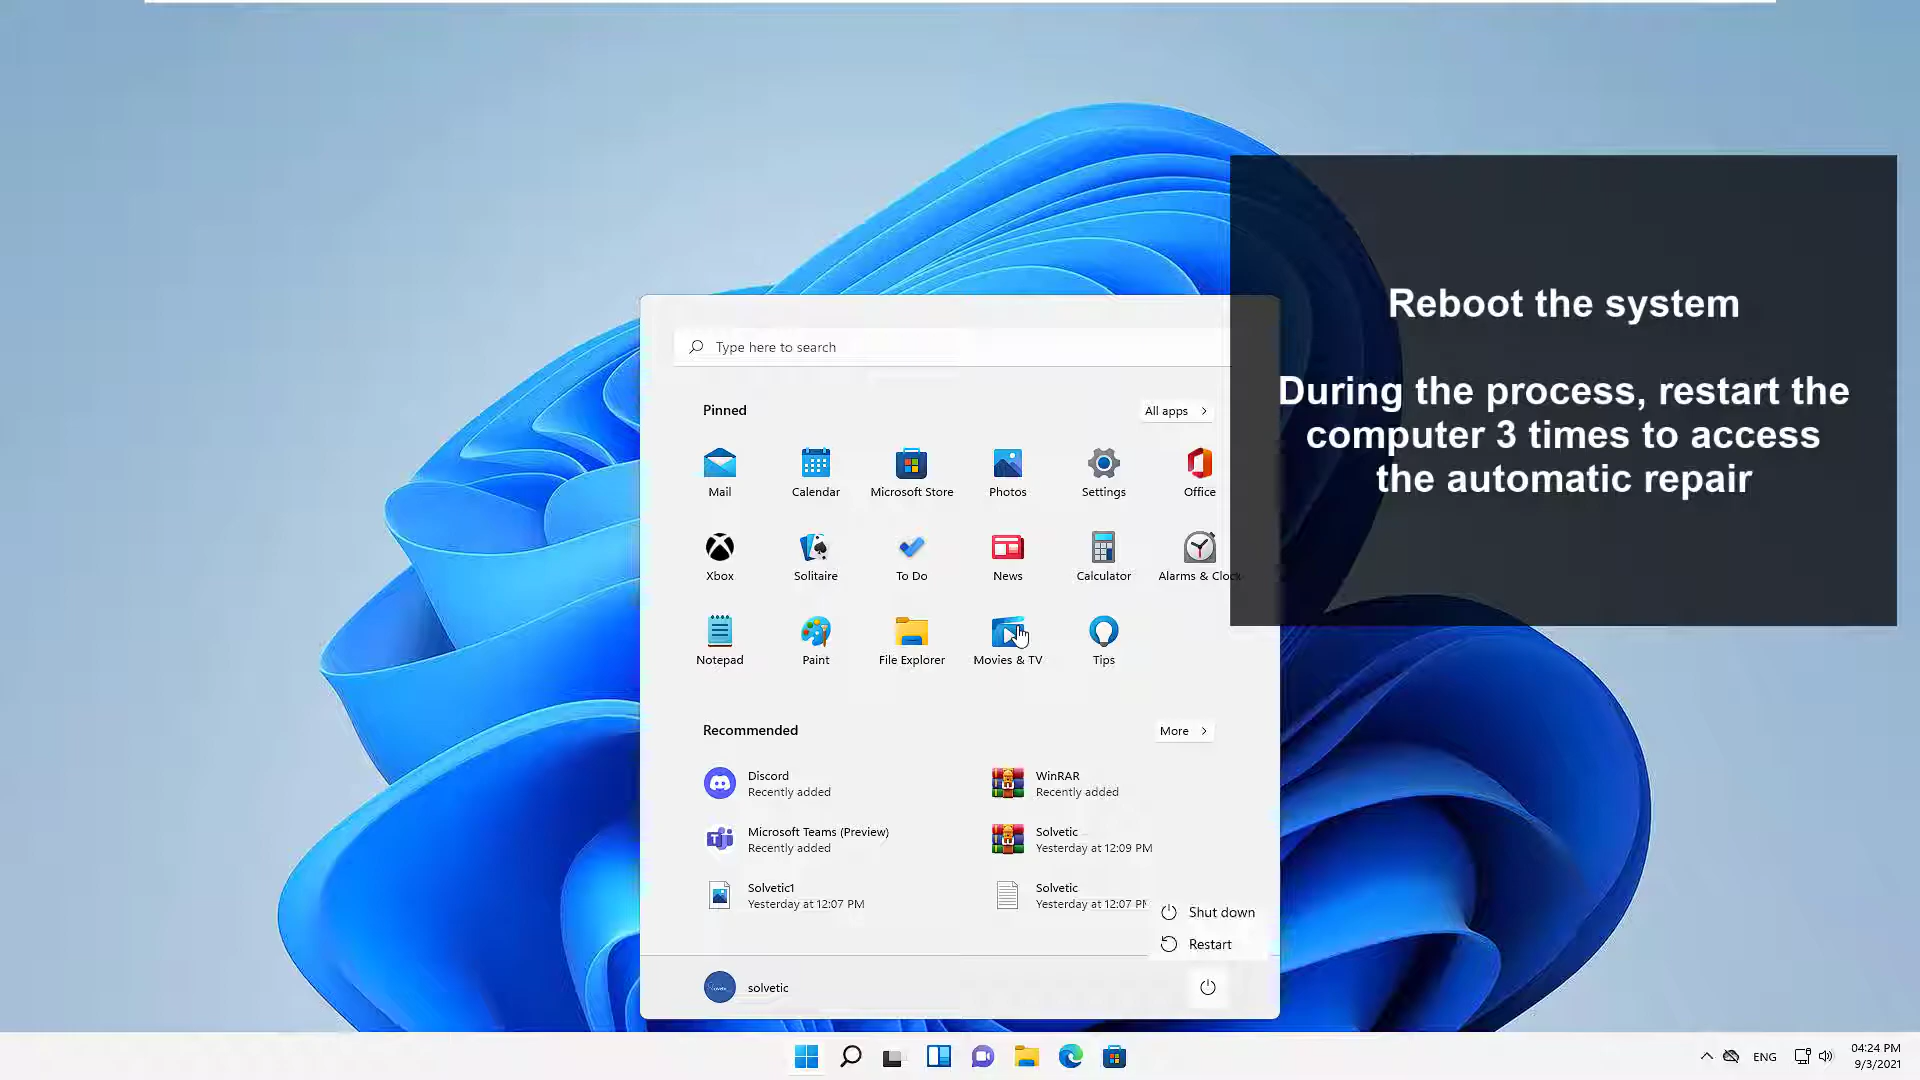 Reboot the system
During the process, restart the
computer 3 times to access
the automatic repair
Type here to search
Pinned
All apps
Mail
Calendar
Microsoft Store
Photos
Settings
Office
Xbox
Solitaire
To Do
News
Calculator
Alarms & Clock
Notepad
Paint
File Explorer
Movies & TV
Tips
Recommended
More
Discord
Recently added
WinRAR
Recently added
Microsoft Teams (Preview)
Recently added
Solvetic
Yesterday at 12:09 PM
Solvetic1
Yesterday at 12:07 PM
Solvetic
Yesterday at 12:07 PM
Shut down
Restart
solvetic
ENG
04:24 PM
9/3/2021